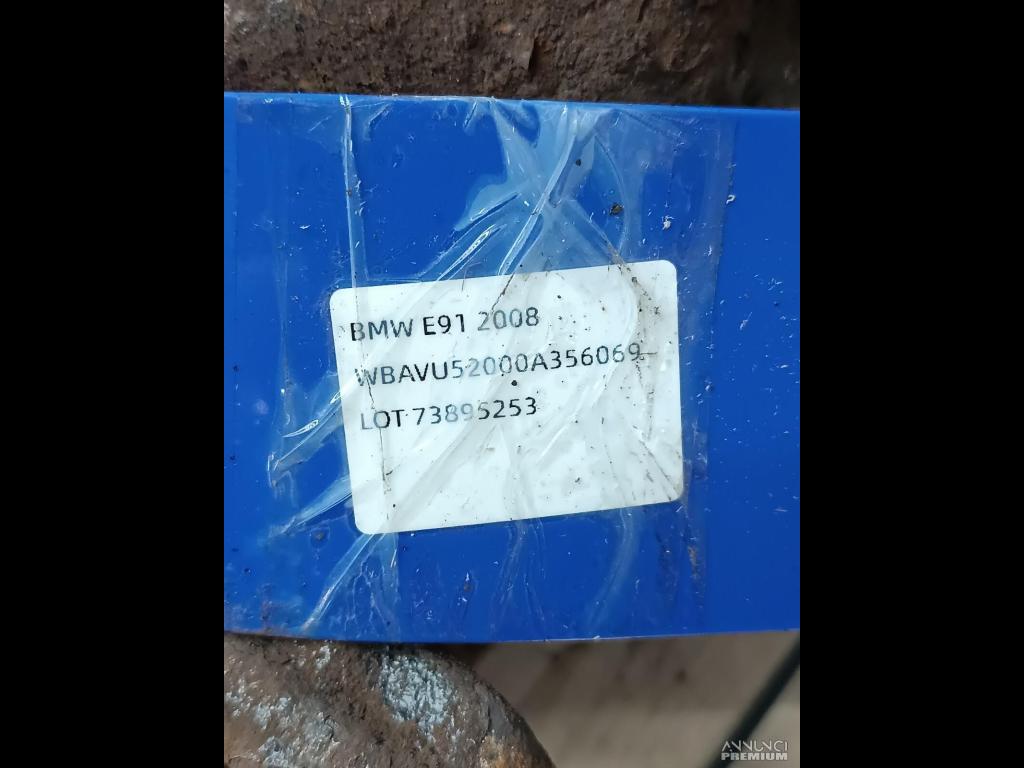 BMW E91 2008
WBAVU52000A356069
LOT 73895253
ANNUNCI
PREMIUM